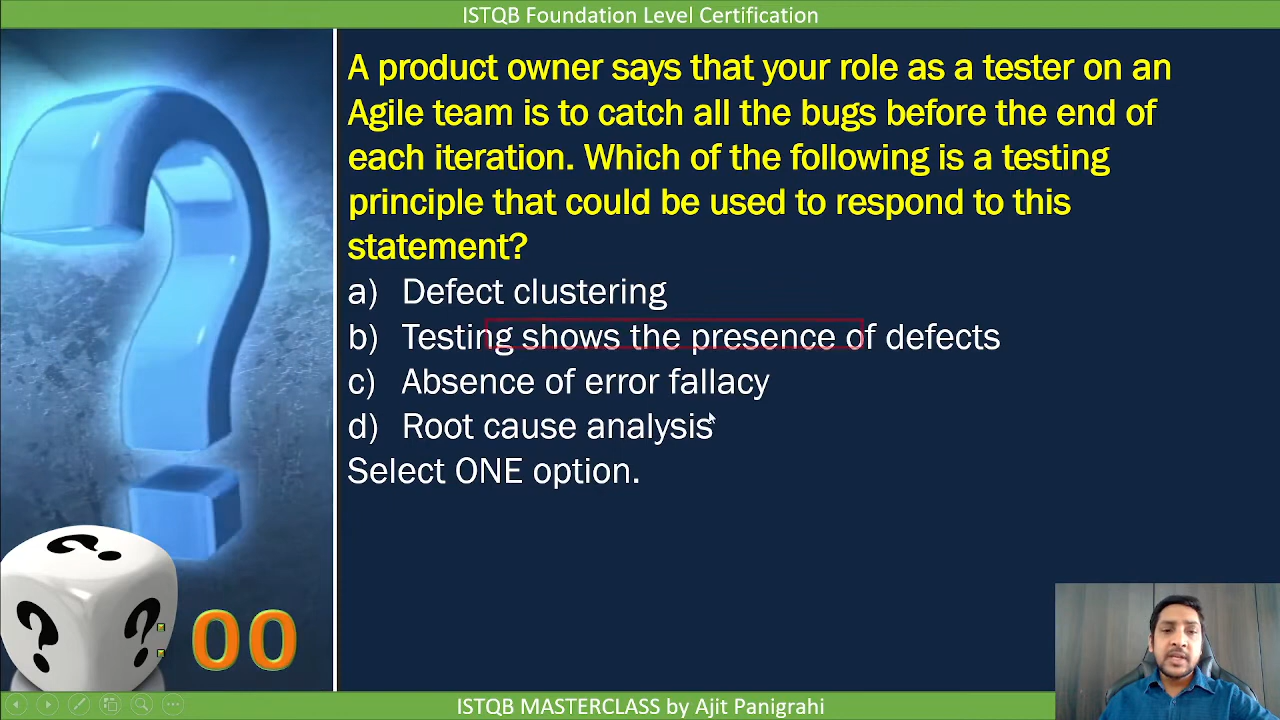 ISTQB Foundation Level Certification
A product owner says that your role as a tester on an
Agile team is to catch all the bugs before the end of
each iteration. Which of the following is a testing
principle that could be used to respond to this
statement?
a) Defect clustering
b) Testing shows the presence of defects
c) Absence of error fallacy
d) Root cause analysis
Select ONE option.
00
ISTQB MASTERCLASS by Ajit Panigrahi